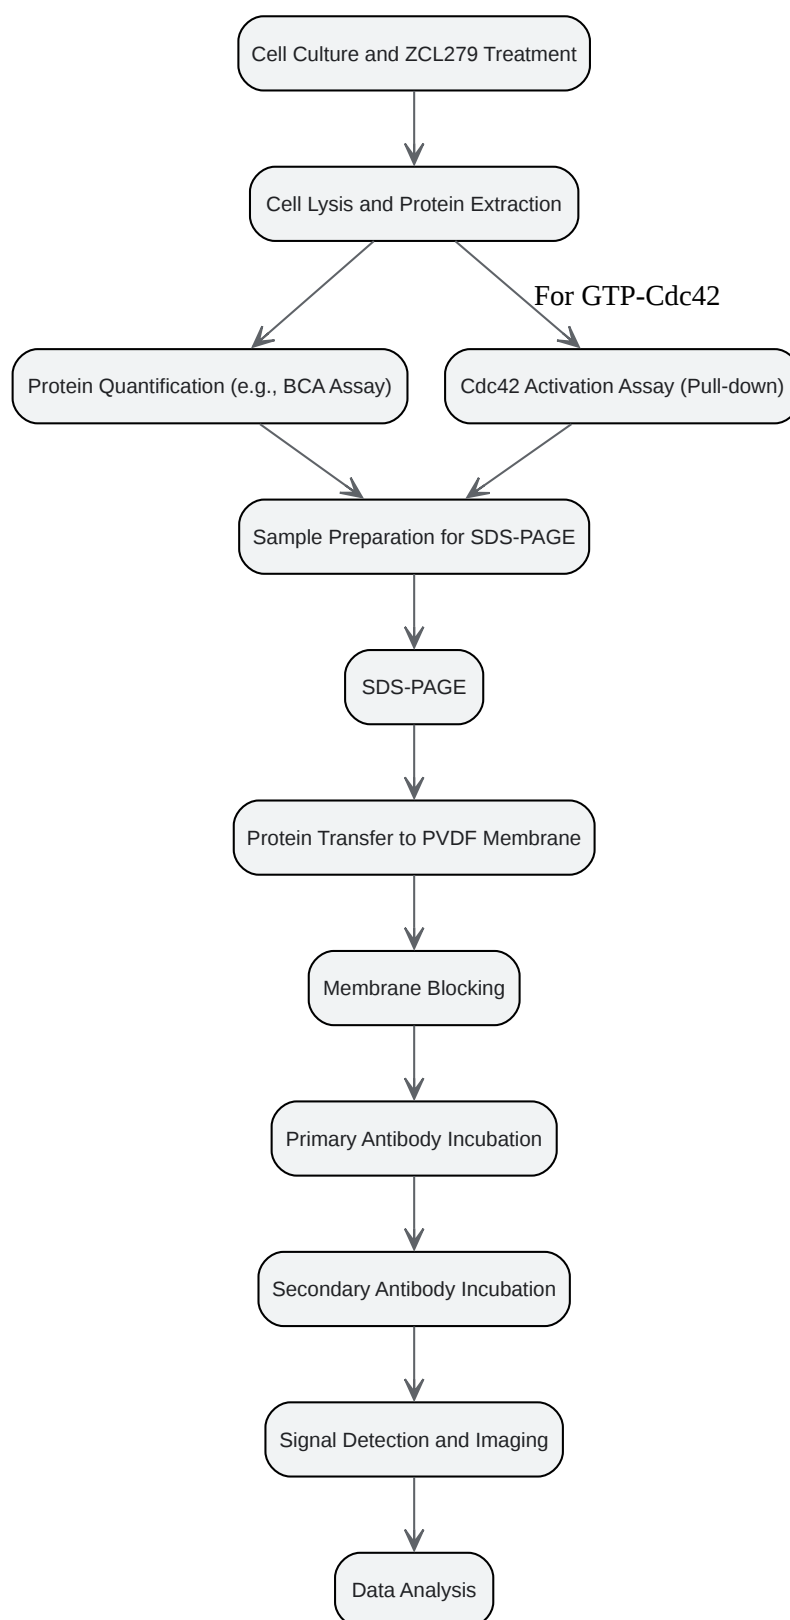 Cell Culture and ZCL279 Treatment
Cell Lysis and Protein Extraction
For GTP-Cdc42
Protein Quantification (e.g., BCA Assay)
Cdc42 Activation Assay (Pull-down)
Sample Preparation for SDS-PAGE
SDS-PAGE
Protein Transfer to PVDF Membrane
Membrane Blocking
Primary Antibody Incubation
Secondary Antibody Incubation
Signal Detection and Imaging
Data Analysis